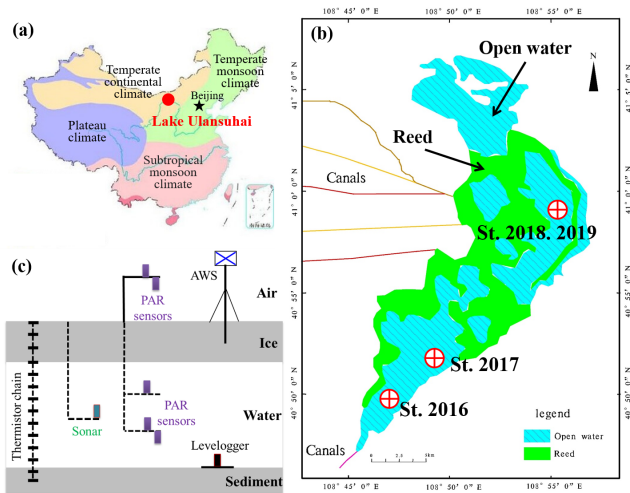 (a)
Temperate
continental
climate
Temperate
monsoon
climate
Beijing
Lake Ulansuhai
Plateau
climate
Subtropical
monsoon
climate
(b)
108° 45′ 0″ E
108° 50′ 0″ E
108° 55′ 0″ E
Open water
N
Reed
Canals
St. 2018. 2019
St. 2017
St. 2016
Canals
legend
Open water
Reed
0
2.5
5km
41° 5′ 0″ N
41° 0′ 0″ N
40° 55′ 0″ N
40° 50′ 0″ N
41° 5′ 0″ N
41° 0′ 0″ N
40° 55′ 0″ N
40° 50′ 0″ N
108° 45′ 0″ E
108° 50′ 0″ E
108° 55′ 0″ E
(c)
AWS
PAR
sensors
Air
Ice
Thermistor chain
Sonar
PAR
sensors
Water
Levelogger
Sediment